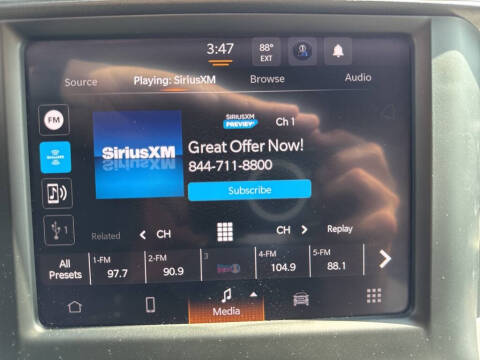 3:47
88°
EXT
Source
Playing: SiriusXM
Browse
Audio
FM
SIRIUSXM
PREVIEW
Ch 1
SiriusXM
Great Offer Now!
844-711-8800
Subscribe
1
Related
CH
CH
Replay
All
Presets
1-FM
97.7
2-FM
90.9
3
4-FM
104.9
5-FM
88.1
Media